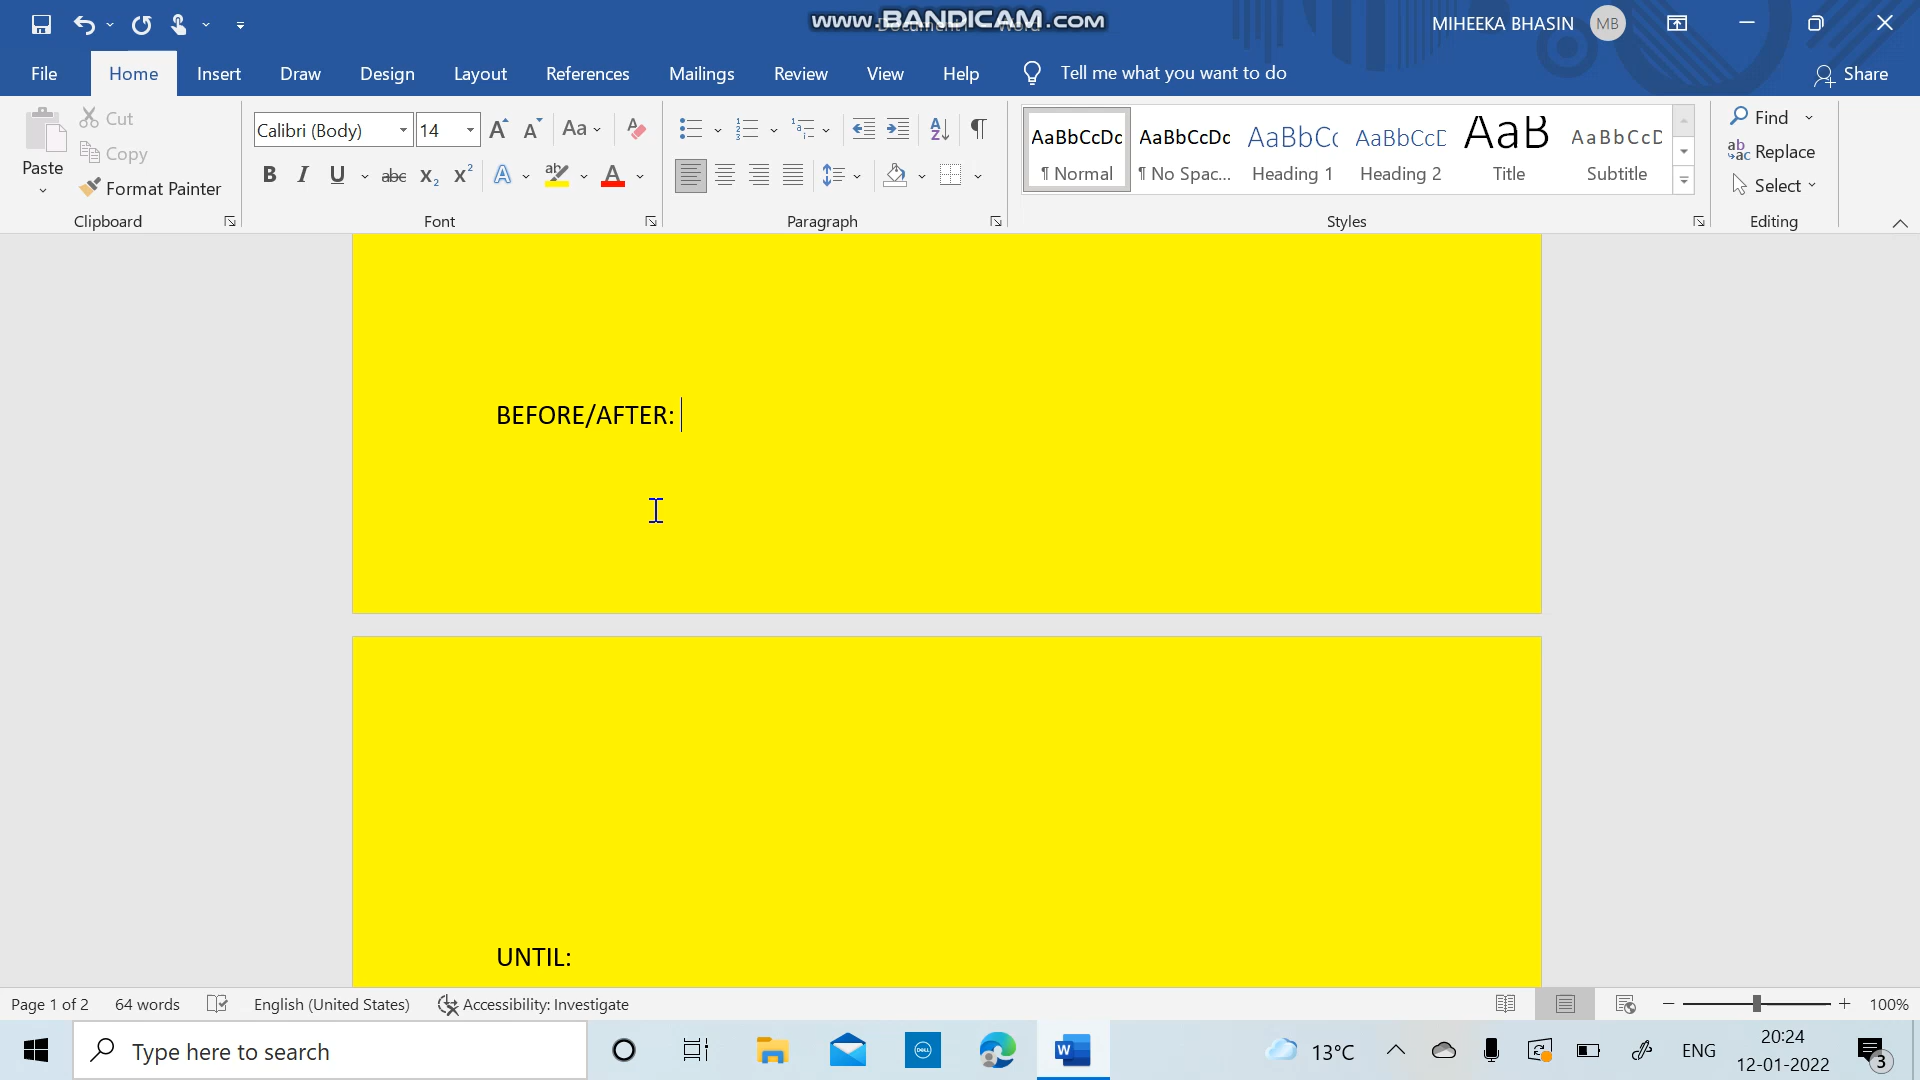 www.BANDICAM.com
MIHEEKA BHASIN MB
File Home Insert Draw Design Layout References Mailings Review View Help Tell me what you want to do Share
Paste Cut Copy Format Painter
Clipboard
Calibri (Body) 14 A A Aa
B I U abc X2 X2 A ab A
Font
Paragraph
AaBbCcDc AaBbCcDc AaBbCc AaBbCcD AaB AaBbCcD
¶ Normal ¶ No Spac... Heading 1 Heading 2 Title Subtitle
Styles
Find
Replace
Select
Editing
BEFORE/AFTER:
UNTIL:
Page 1 of 2 64 words English (United States) Accessibility: Investigate 100%
Type here to search DELL W 13°C ENG 20:24
12-01-2022 3